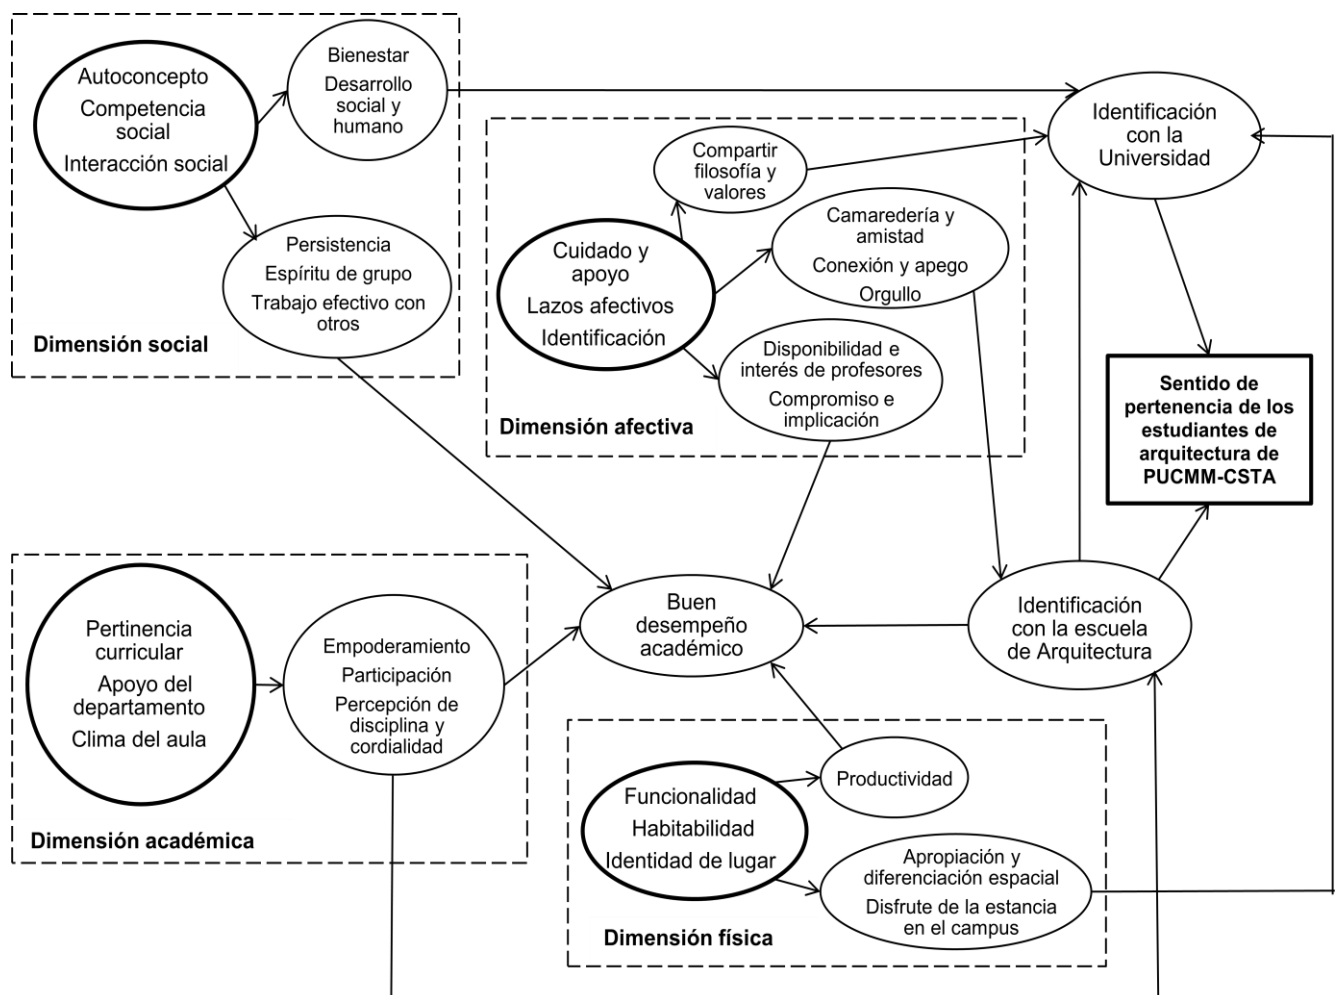 Autoconcepto
Competencia
social
Interacción social
Bienestar
Desarrollo
social y
humano
Persistencia
Espíritu de grupo
Trabajo efectivo con
otros
Dimensión social
Compartir
filosofía y
valores
Cuidado y
apoyo
Lazos afectivos
Identificación
Camaredería y
amistad
Conexión y apego
Orgullo
Disponibilidad e
interés de profesores
Compromiso e
implicación
Dimensión afectiva
Identificación
con la
Universidad
Sentido de
pertenencia de los
estudiantes de
arquitectura de
PUCMM-CSTA
Pertinencia
curricular
Apoyo del
departamento
Clima del aula
Empoderamiento
Participación
Percepción de
disciplina y
cordialidad
Dimensión académica
Buen
desempeño
académico
Identificación
con la escuela
de Arquitectura
Funcionalidad
Habitabilidad
Identidad de lugar
Productividad
Apropiación y
diferenciación espacial
Disfrute de la estancia
en el campus
Dimensión física